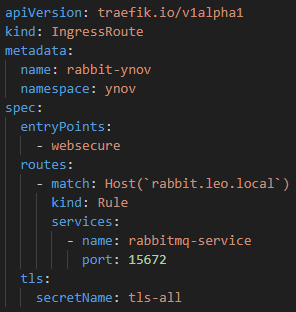 apiVersion: traefik.io/v1alpha1
kind: IngressRoute
metadata:
  name: rabbit-ynov
  namespace: ynov
spec:
  entryPoints:
    - websecure
  routes:
    - match: Host(`rabbit.leo.local`)
      kind: Rule
      services:
        - name: rabbitmq-service
          port: 15672
  tls:
    secretName: tls-all